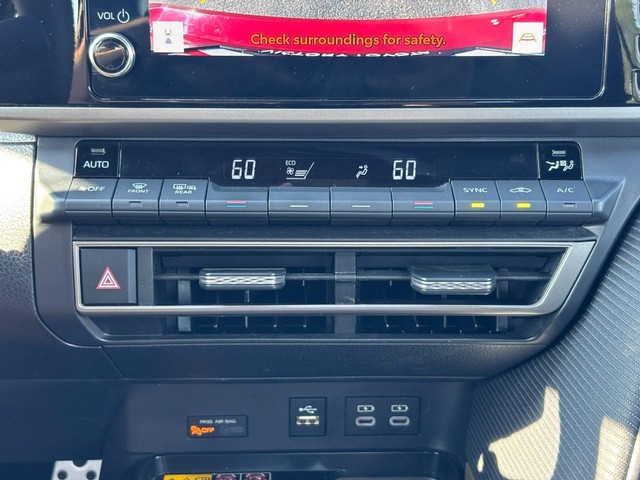 VOL
Check surroundings for safety.
AUTO
60
ECO
60
OFF
FRONT
REAR
SYNC
A/C
PASS AIR BAG
OFF